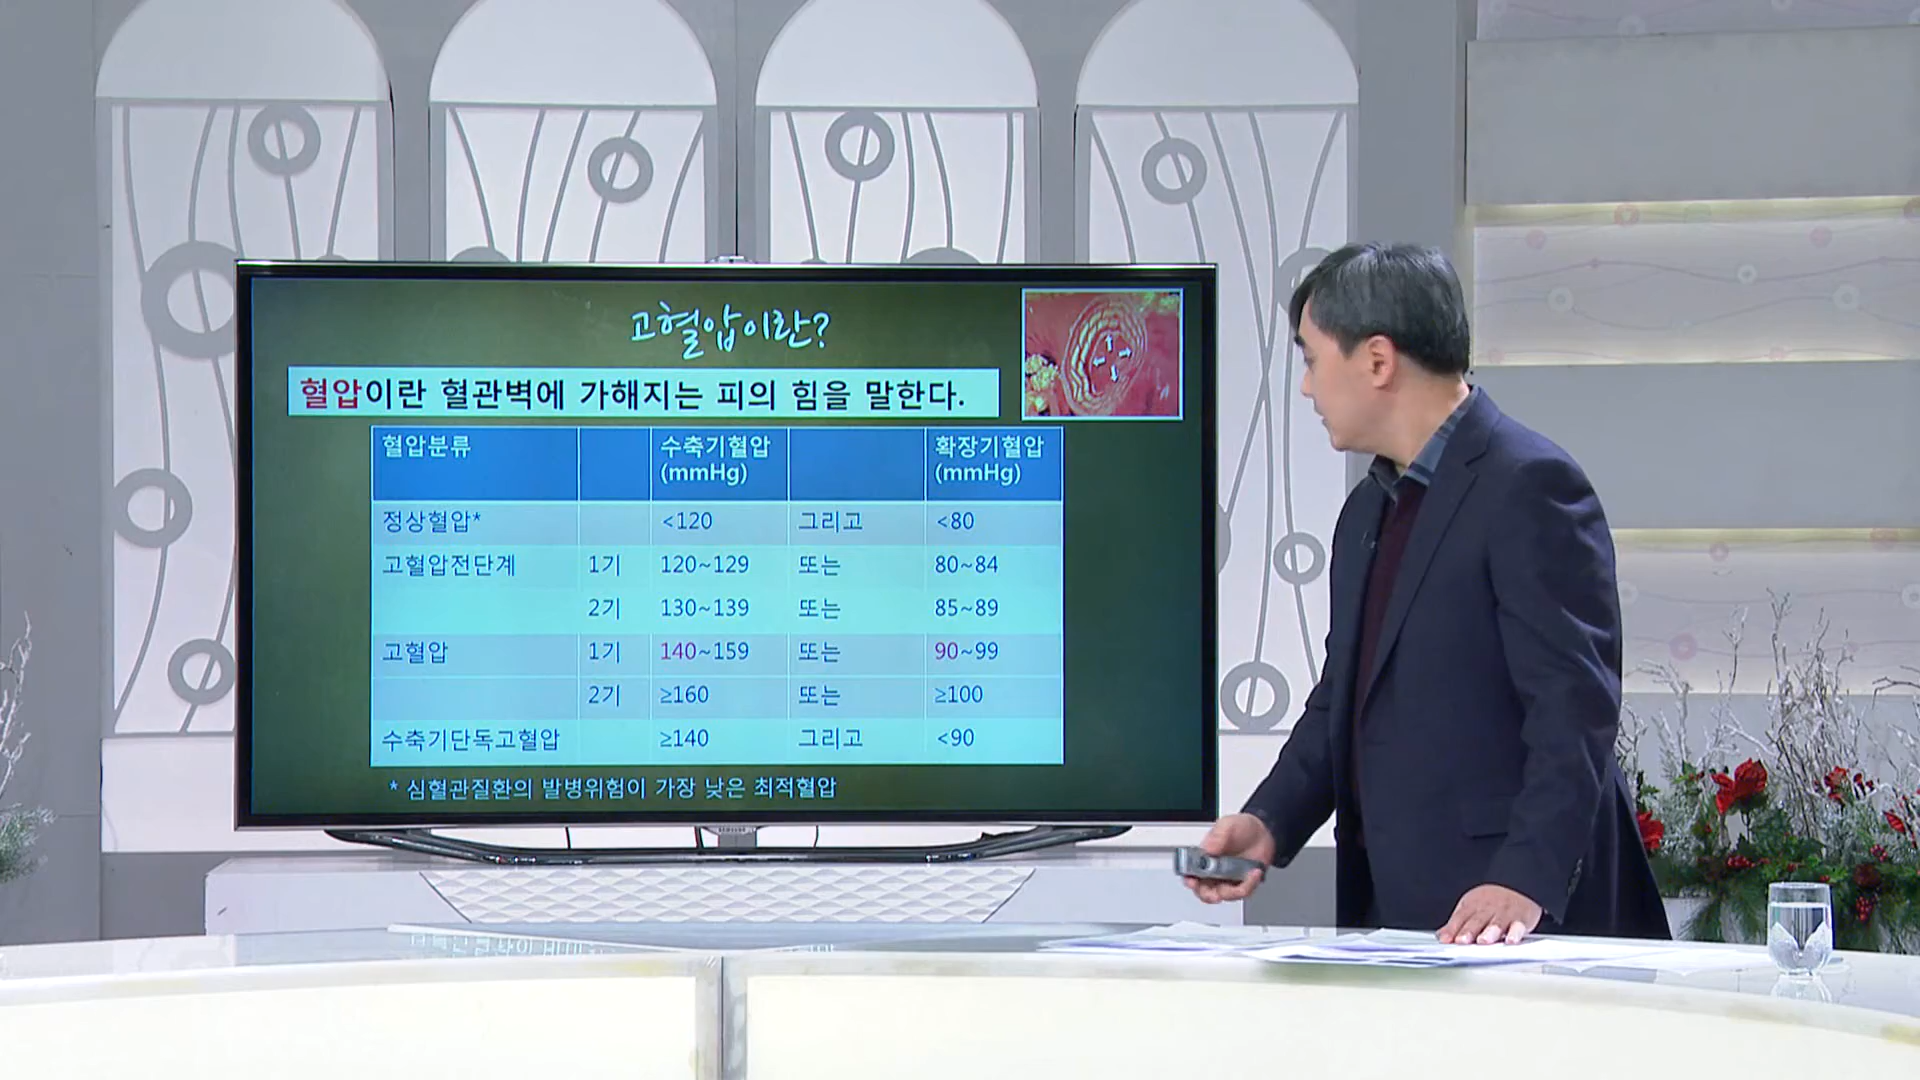 고혈압이란?
혈압이란 혈관벽에 가해지는 피의 힘을 말한다.
혈압분류 수축기혈압 (mmHg) 확장기혈압 (mmHg)
정상혈압* <120 그리고 <80
고혈압전단계 1기 120~129 또는 80~84
2기 130~139 또는 85~89
고혈압 1기 140~159 또는 90~99
2기 ≥160 또는 ≥100
수축기단독고혈압 ≥140 그리고 <90
* 심혈관질환의 발병위험이 가장 낮은 최적혈압
SAMSUNG